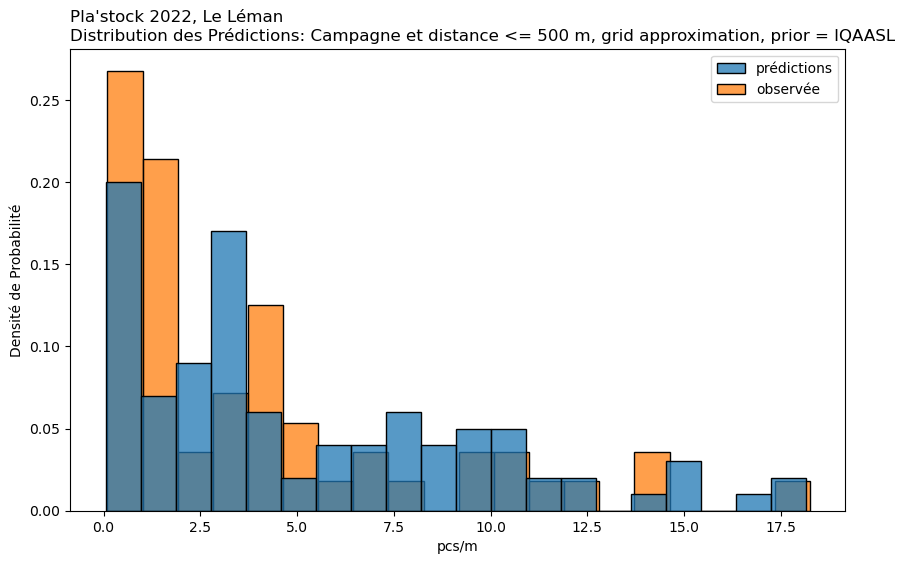 Pla'stock 2022, Le Léman
Distribution des Prédictions: Campagne et distance <= 500 m, grid approximation, prior = IQAASL
prédictions
observée
Densité de Probabilité
0.25
0.20
0.15
0.10
0.05
0.00
0.0 2.5 5.0 7.5 10.0 12.5 15.0 17.5
pcs/m